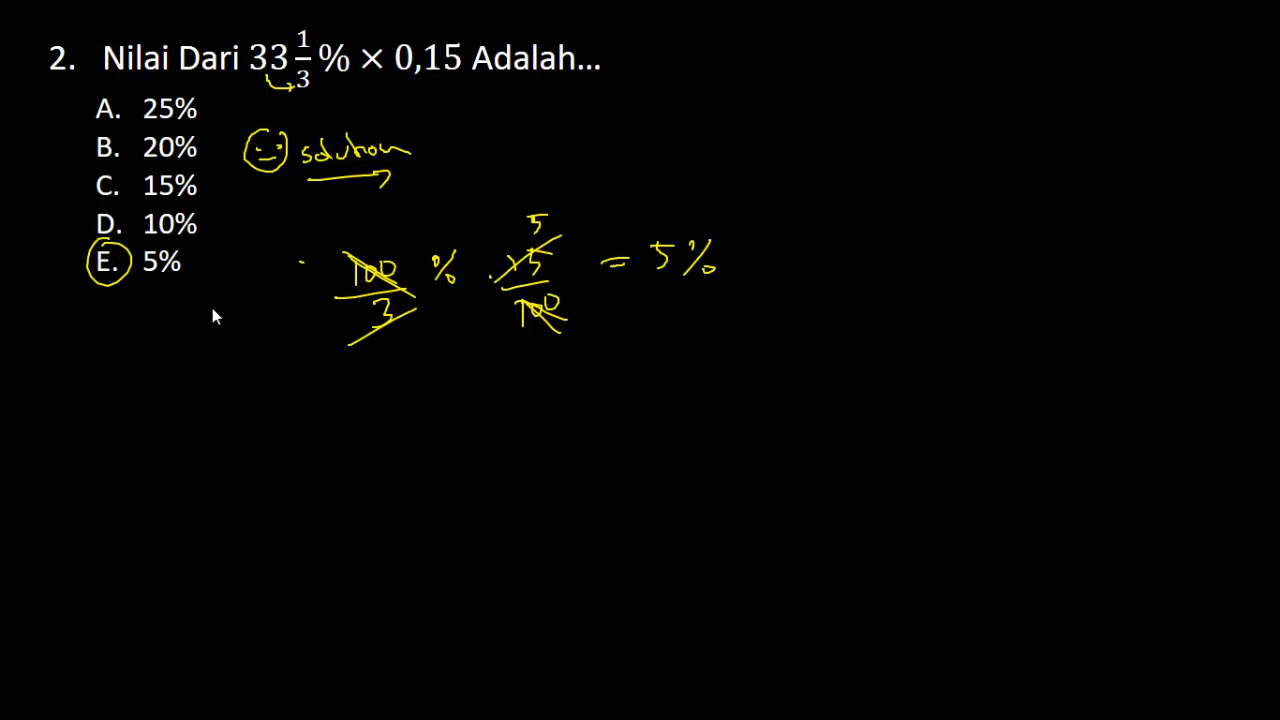 2. Nilai Dari 33 1/3 % × 0,15 Adalah...
A. 25%
B. 20%
C. 15%
D. 10%
E. 5%
solution
100/3 % . 15/100 = 5%
5